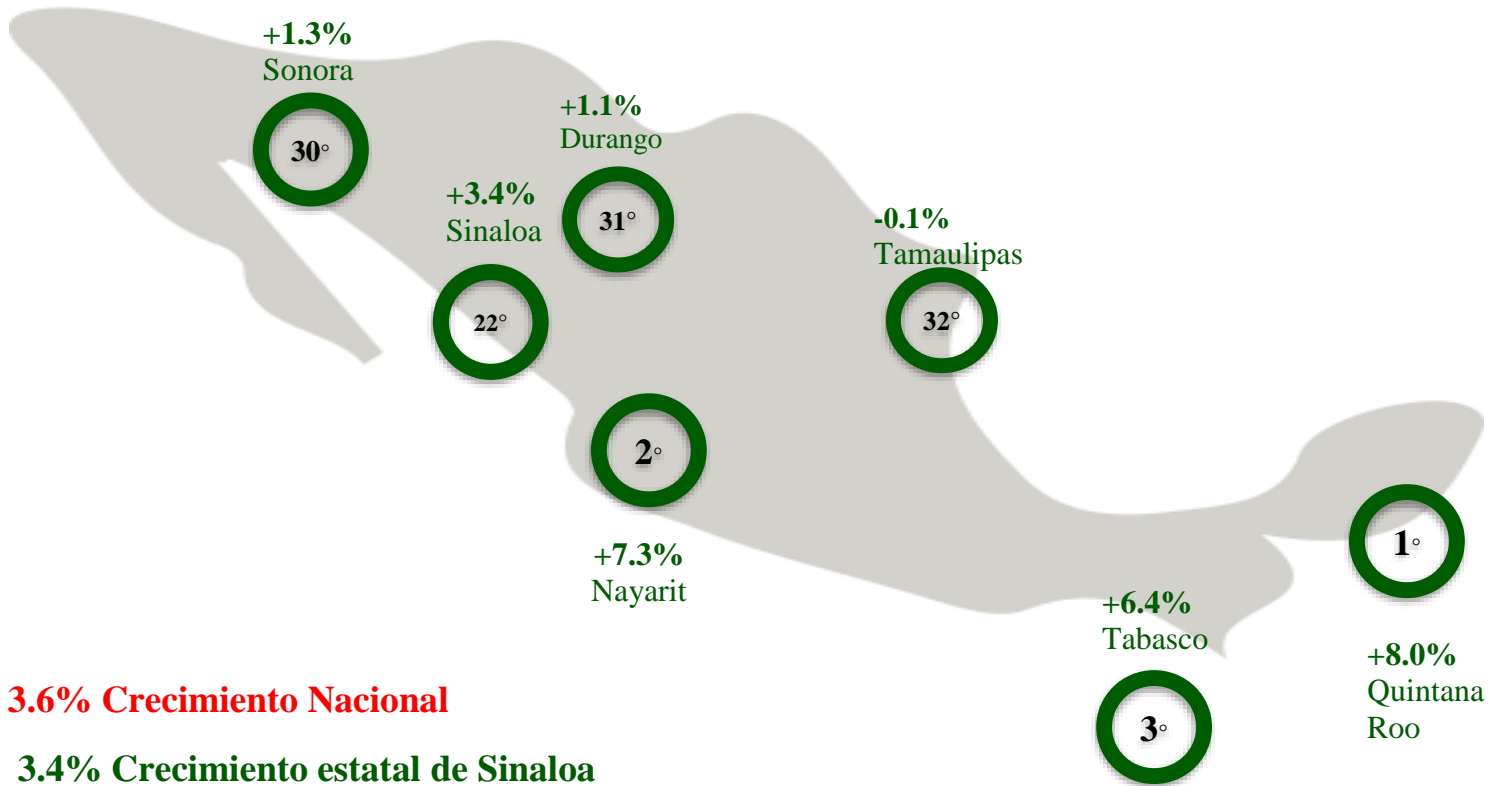 +1.3%
Sonora
30°
+1.1%
Durango
31°
+3.4%
Sinaloa
22°
-0.1%
Tamaulipas
32°
2°
+7.3%
Nayarit
1°
+8.0%
Quintana
Roo
+6.4%
Tabasco
3°
3.6% Crecimiento Nacional
3.4% Crecimiento estatal de Sinaloa